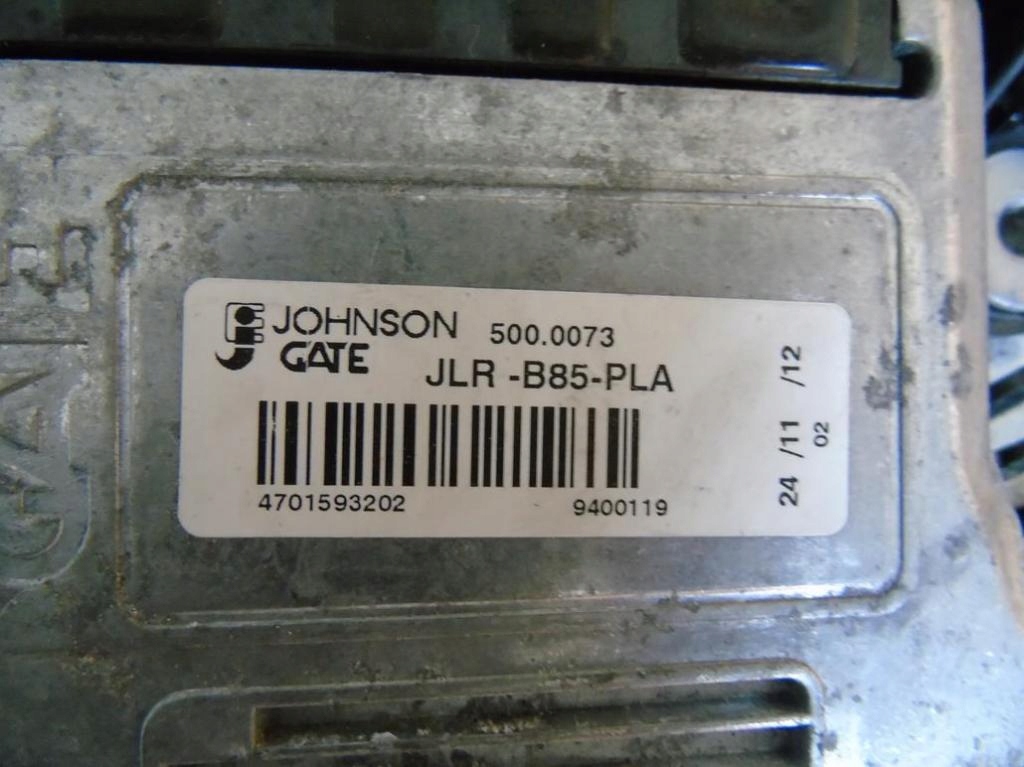 JOHNSON 500.0073
GATE JLR -B85-PLA
4701593202 9400119
24 /11 /12
02